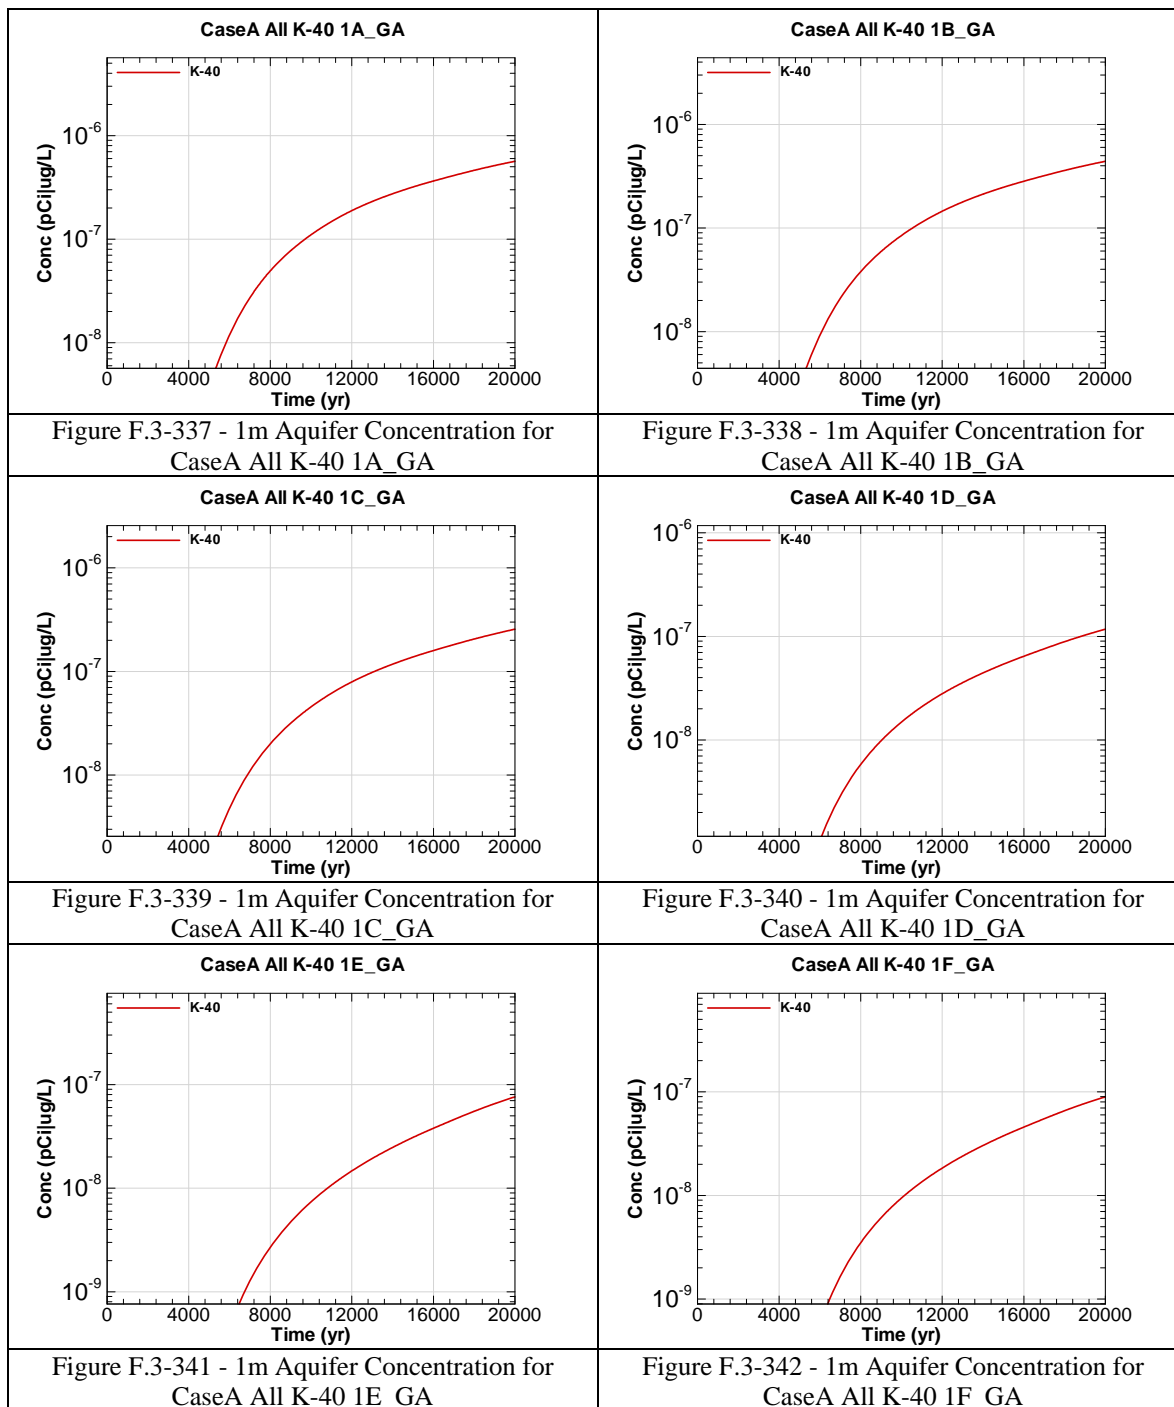 CaseA All K-40 1A_GA
K-40
10-6
10-7
10-8
Conc (pCi|ug/L)
0 4000 8000 12000 16000 20000
Time (yr)
Figure F.3-337 - 1m Aquifer Concentration for
CaseA All K-40 1A_GA
CaseA All K-40 1B_GA
K-40
10-6
10-7
10-8
Conc (pCi|ug/L)
0 4000 8000 12000 16000 20000
Time (yr)
Figure F.3-338 - 1m Aquifer Concentration for
CaseA All K-40 1B_GA
CaseA All K-40 1C_GA
K-40
10-6
10-7
10-8
Conc (pCi|ug/L)
0 4000 8000 12000 16000 20000
Time (yr)
Figure F.3-339 - 1m Aquifer Concentration for
CaseA All K-40 1C_GA
CaseA All K-40 1D_GA
K-40
10-6
10-7
10-8
Conc (pCi|ug/L)
0 4000 8000 12000 16000 20000
Time (yr)
Figure F.3-340 - 1m Aquifer Concentration for
CaseA All K-40 1D_GA
CaseA All K-40 1E_GA
K-40
10-7
10-8
10-9
Conc (pCi|ug/L)
0 4000 8000 12000 16000 20000
Time (yr)
Figure F.3-341 - 1m Aquifer Concentration for
CaseA All K-40 1E_GA
CaseA All K-40 1F_GA
K-40
10-7
10-8
10-9
Conc (pCi|ug/L)
0 4000 8000 12000 16000 20000
Time (yr)
Figure F.3-342 - 1m Aquifer Concentration for
CaseA All K-40 1F_GA